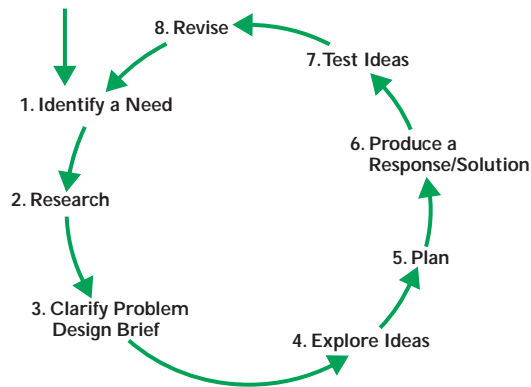 1. Identify a Need
2. Research
3. Clarify Problem
Design Brief
4. Explore Ideas
5. Plan
6. Produce a
Response/Solution
7. Test Ideas
8. Revise